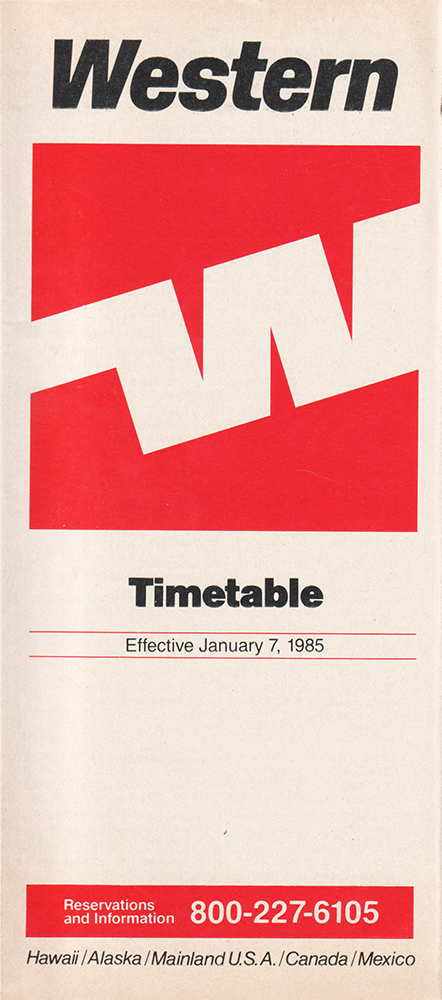 Western
Timetable
Effective January 7, 1985
Reservations
and Information 800-227-6105
Hawaii/Alaska/Mainland U.S.A./Canada/Mexico